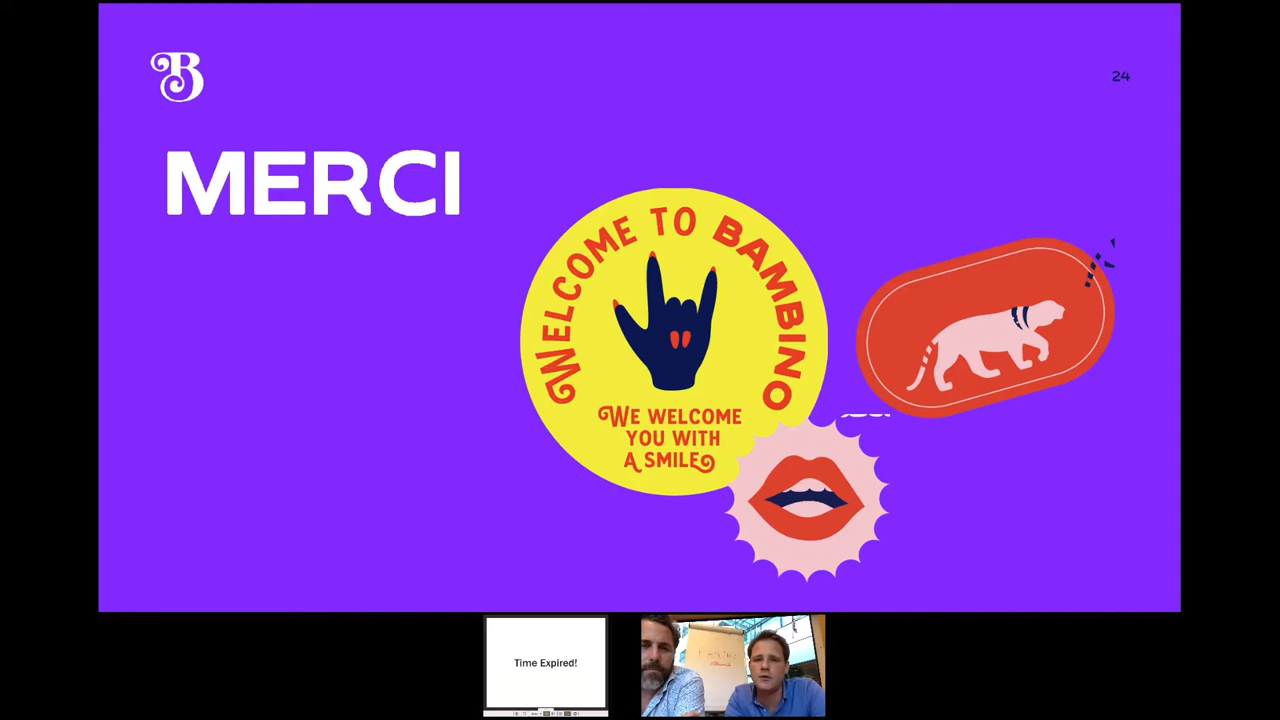 B
24
MERCI
WELCOME TO BAMBINO
WE WELCOME
YOU WITH
A SMILE
Time Expired!